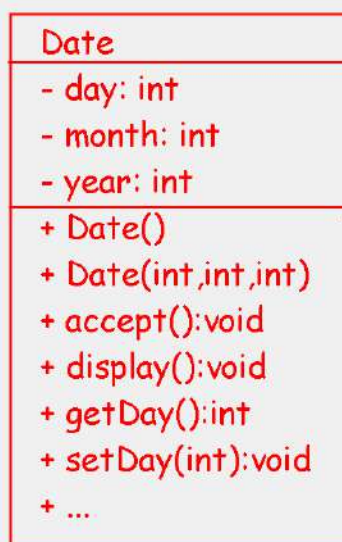 Date
- day: int
- month: int
- year: int
+ Date()
+ Date(int,int,int)
+ accept():void
+ display():void
+ getDay():int
+ setDay(int):void
+ ...